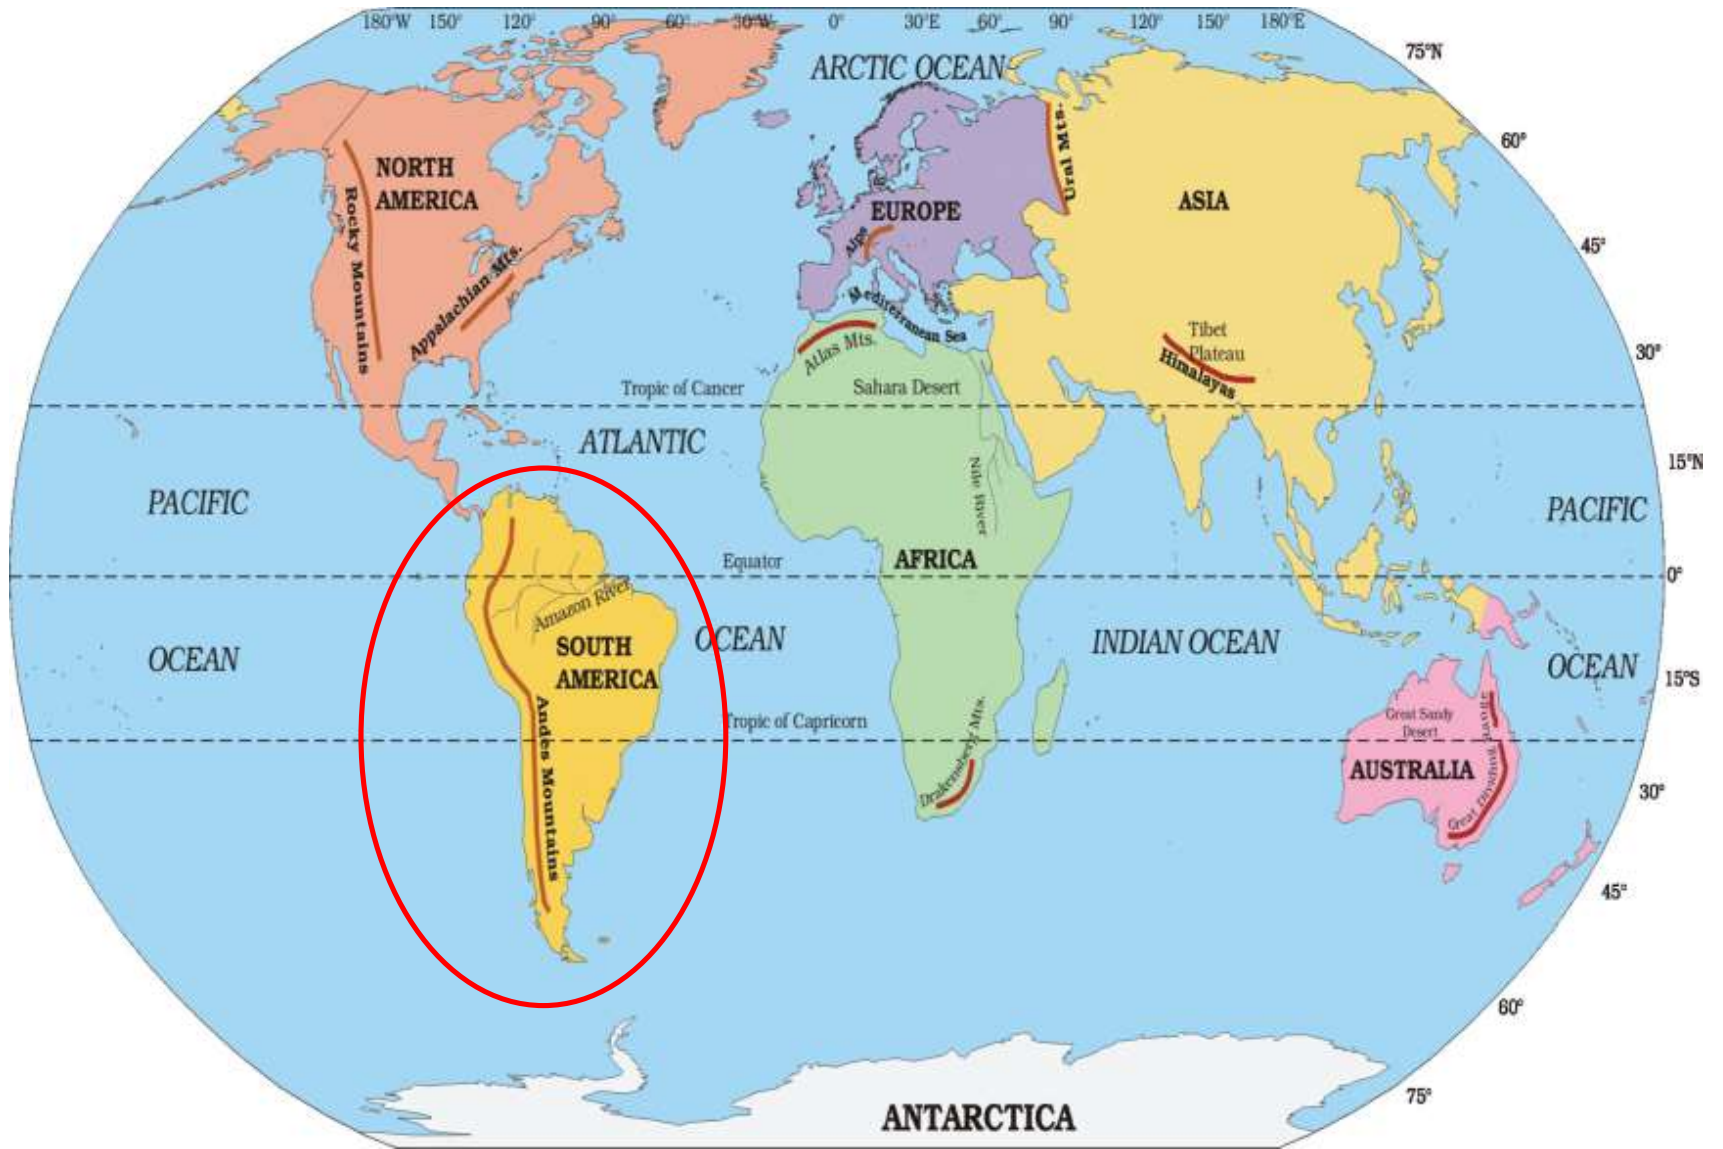 180°W 150° 120° 90° 60° 30°W 0° 30°E 60° 90° 120° 150° 180°E
75°N
ARCTIC OCEAN
60°
Ural Mts.
NORTH
AMERICA
EUROPE
ASIA
Rocky Mountains
Alps
45°
Appalachian Mts.
Mediterranean Sea
Atlas Mts.
Tibet
Plateau
Himalayas
30°
Tropic of Cancer
Sahara Desert
ATLANTIC
15°N
PACIFIC
Nile River
PACIFIC
Equator
AFRICA
0°
Amazon River
OCEAN
SOUTH
AMERICA
OCEAN
INDIAN OCEAN
OCEAN
15°S
Andes Mountains
Tropic of Capricorn
Drakensberg Mts.
Great Sandy
Desert
AUSTRALIA
Great Dividing Range
30°
45°
60°
75°
ANTARCTICA